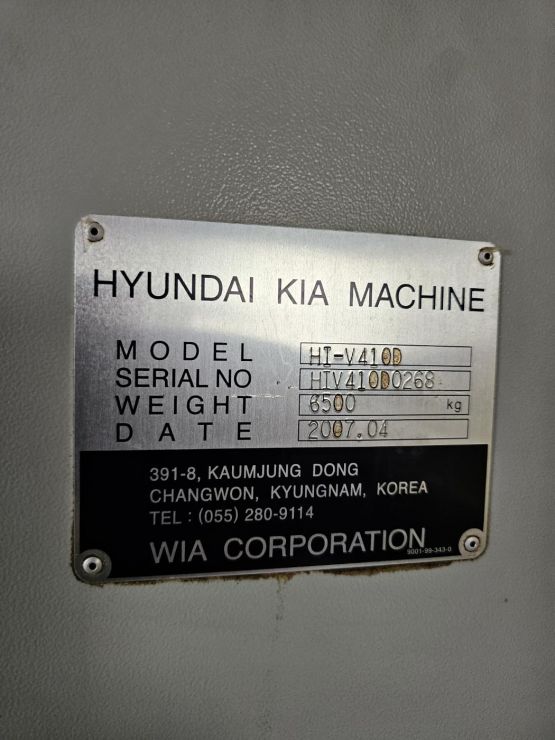 HYUNDAI KIA MACHINE
MODEL HI-V410D
SERIAL NO HIV410D0268
WEIGHT 6500 kg
DATE 2007.04
391-8, KAUMJUNG DONG
CHANGWON, KYUNGNAM, KOREA
TEL : (055) 280-9114
WIA CORPORATION 9001-99-343-0